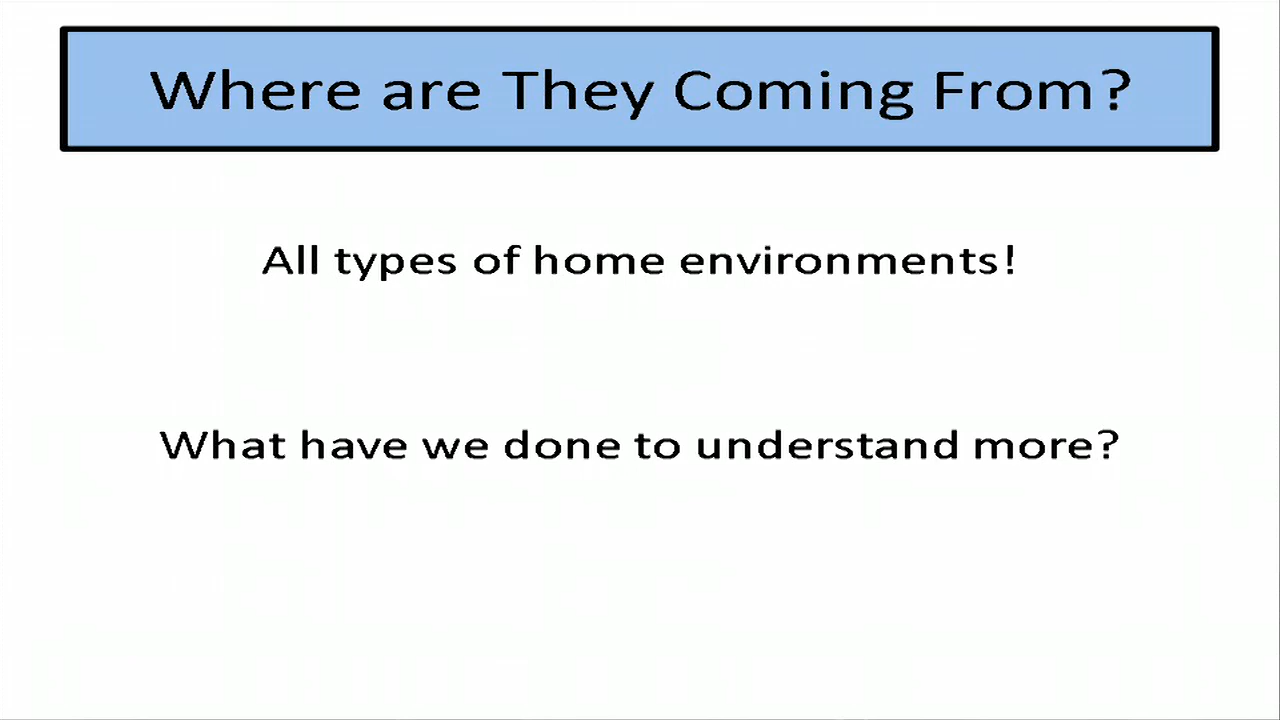 Where are They Coming From?
All types of home environments!
What have we done to understand more?